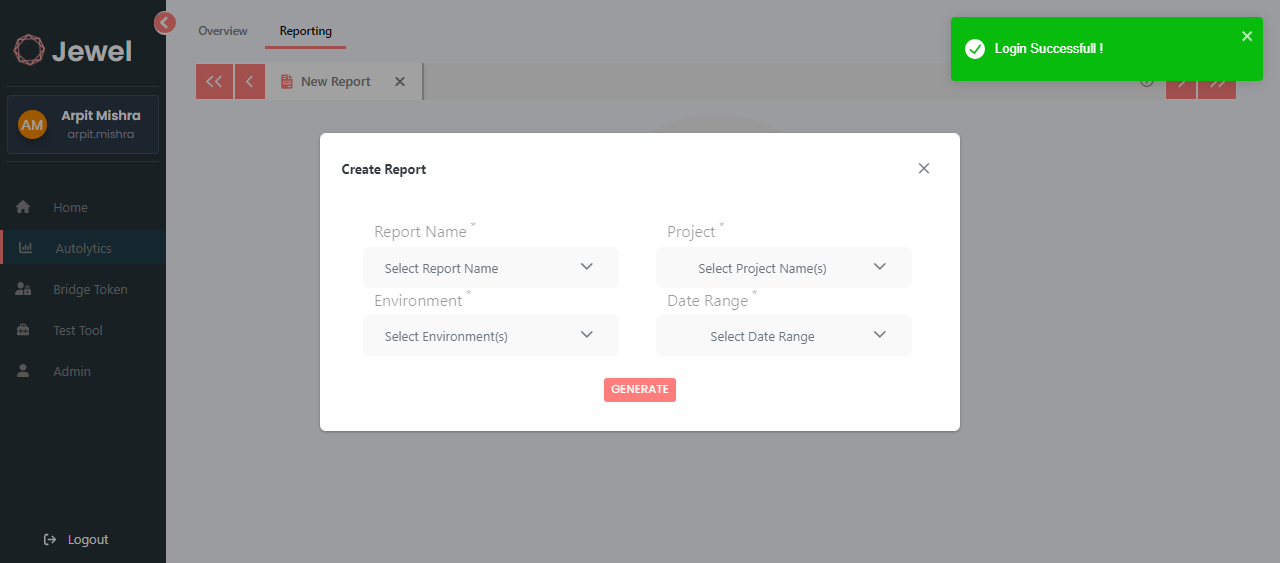 Jewel
AM
Arpit Mishra
arpit.mishra
Home
Autolytics
Bridge Token
Test Tool
Admin
Logout
Overview
Reporting
New Report
Login Successfull !
Create Report
Report Name *
Project *
Select Report Name
Select Project Name(s)
Environment *
Date Range *
Select Environment(s)
Select Date Range
GENERATE